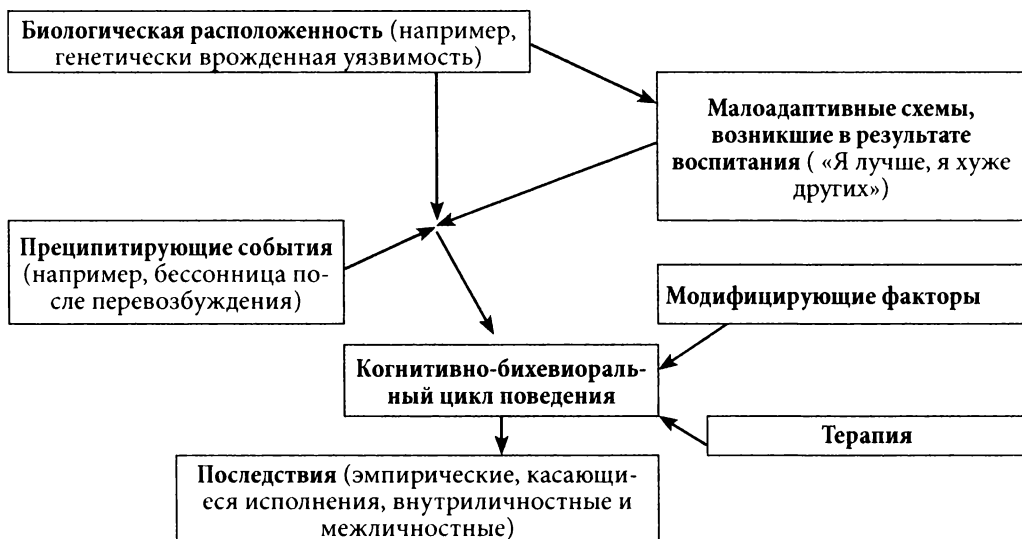 Биологическая расположенность (например,
генетически врожденная уязвимость)
Малоадаптивные схемы,
возникшие в результате
воспитания ( «Я лучше, я хуже
других»)
Преципитирующие события
(например, бессонница по-
сле перевозбуждения)
Модифицирующие факторы
Когнитивно-бихевиораль-
ный цикл поведения
Терапия
Последствия (эмпирические, касающи-
еся исполнения, внутриличностные и
межличностные)